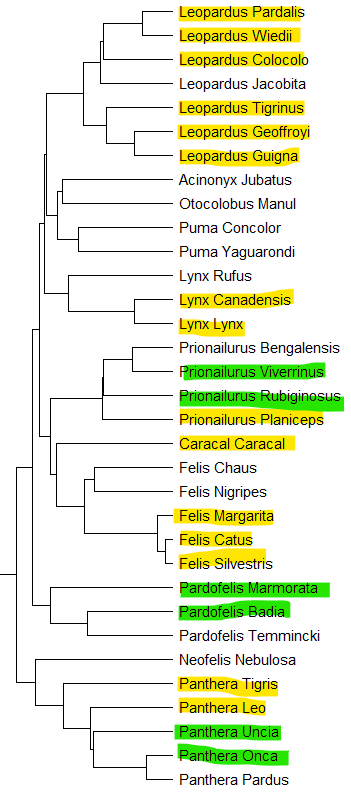 Leopardus Pardalis
Leopardus Wiedii
Leopardus Colocolo
Leopardus Jacobita
Leopardus Tigrinus
Leopardus Geoffroyi
Leopardus Guigna
Acinonyx Jubatus
Otocolobus Manul
Puma Concolor
Puma Yaguarondi
Lynx Rufus
Lynx Canadensis
Lynx Lynx
Prionailurus Bengalensis
Prionailurus Viverrinus
Prionailurus Rubiginosus
Prionailurus Planiceps
Caracal Caracal
Felis Chaus
Felis Nigripes
Felis Margarita
Felis Catus
Felis Silvestris
Pardofelis Marmorata
Pardofelis Badia
Pardofelis Temmincki
Neofelis Nebulosa
Panthera Tigris
Panthera Leo
Panthera Uncia
Panthera Onca
Panthera Pardus